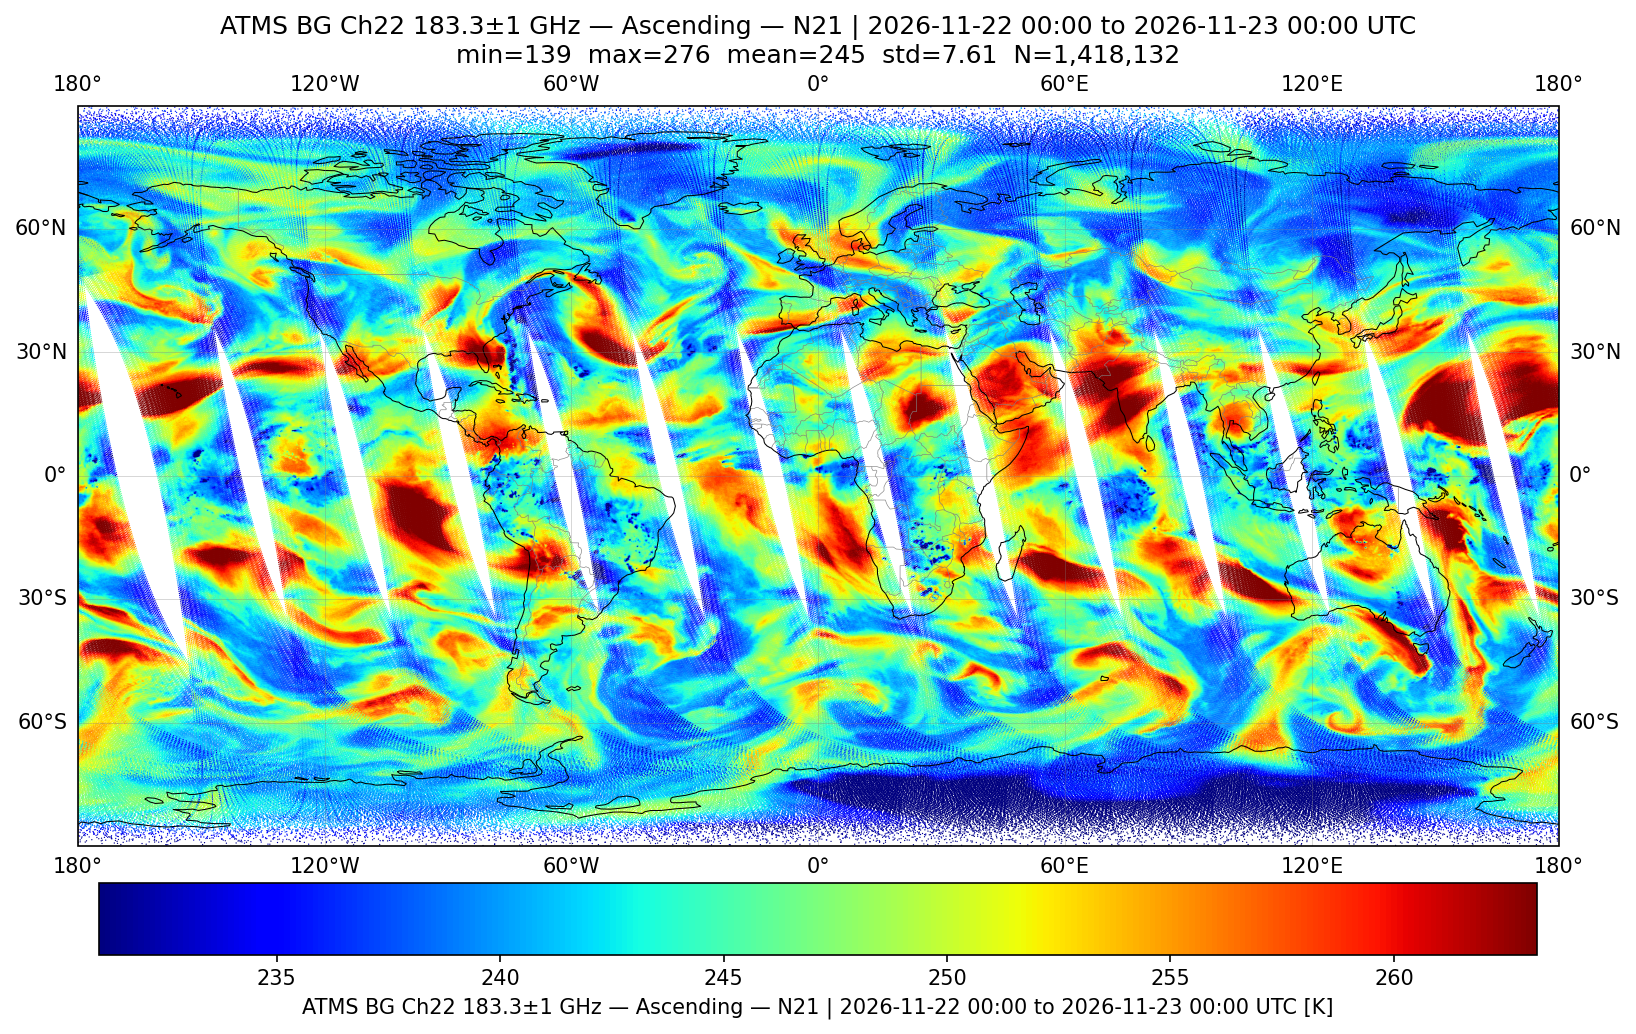 ATMS BG Ch22 183.3±1 GHz — Ascending — N21 | 2026-11-22 00:00 to 2026-11-23 00:00 UTC
min=139  max=276  mean=245  std=7.61  N=1,418,132
180° 120°W 60°W 0° 60°E 120°E 180°
60°N 60°N
30°N 30°N
0° 0°
30°S 30°S
60°S 60°S
180° 120°W 60°W 0° 60°E 120°E 180°
235 240 245 250 255 260
ATMS BG Ch22 183.3±1 GHz — Ascending — N21 | 2026-11-22 00:00 to 2026-11-23 00:00 UTC [K]